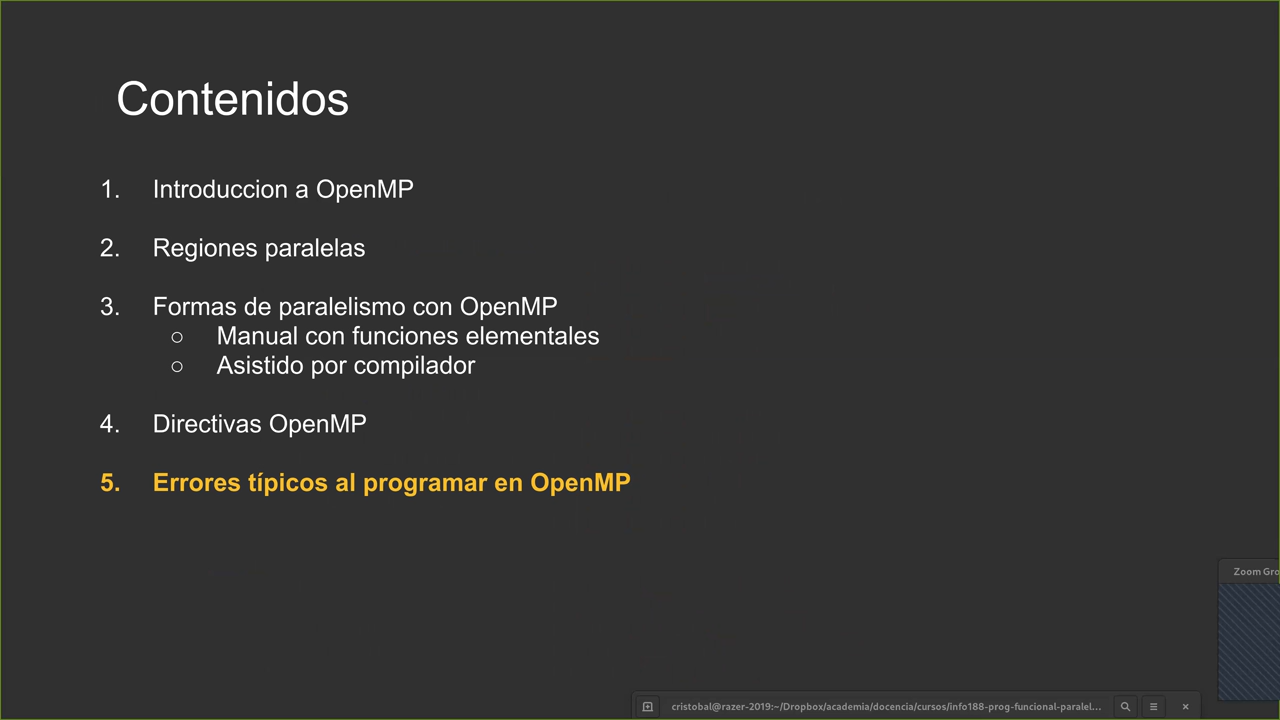 Contenidos
1. Introduccion a OpenMP
2. Regiones paralelas
3. Formas de paralelismo con OpenMP
○ Manual con funciones elementales
○ Asistido por compilador
4. Directivas OpenMP
5. Errores típicos al programar en OpenMP
Zoom Gro
cristobal@razer-2019:~/Dropbox/academia/docencia/cursos/info188-prog-funcional-paralel...